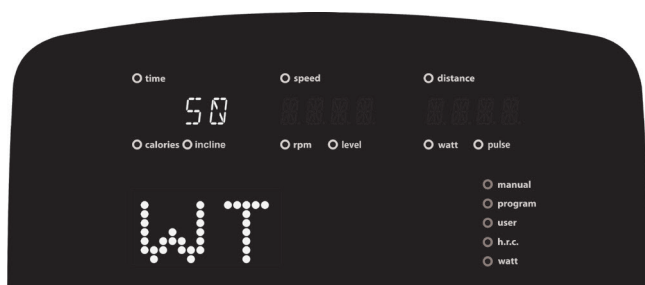 time speed distance
50
calories incline rpm level watt pulse
manual
program
user
h.r.c.
watt
WT